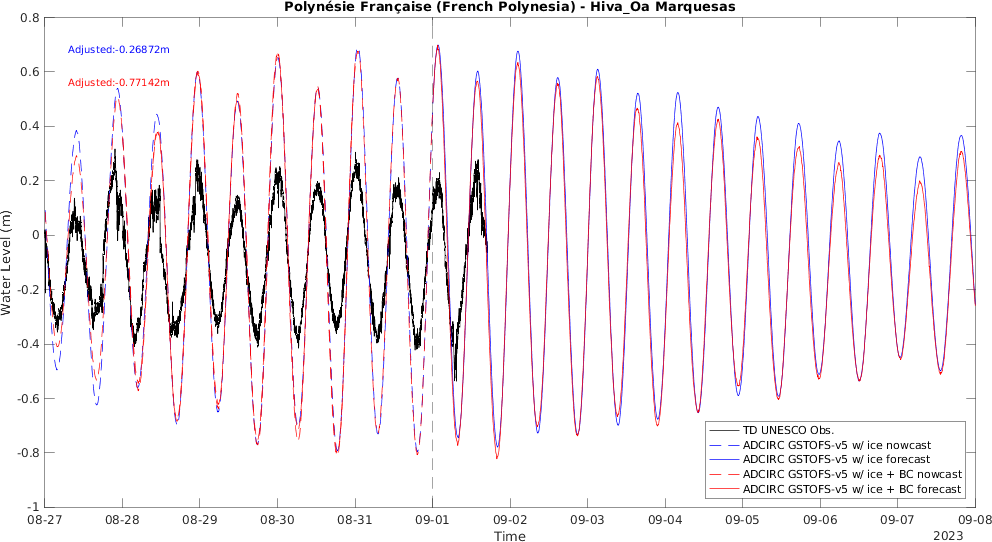 Polynésie Française (French Polynesia) - Hiva_Oa Marquesas
Adjusted:-0.26872m
Adjusted:-0.77142m
Water Level (m)
0.8
0.6
0.4
0.2
0
-0.2
-0.4
-0.6
-0.8
-1
TD UNESCO Obs.
ADCIRC GSTOFS-v5 w/ ice nowcast
ADCIRC GSTOFS-v5 w/ ice forecast
ADCIRC GSTOFS-v5 w/ ice + BC nowcast
ADCIRC GSTOFS-v5 w/ ice + BC forecast
08-27 08-28 08-29 08-30 08-31 09-01 09-02 09-03 09-04 09-05 09-06 09-07 09-08
Time
2023